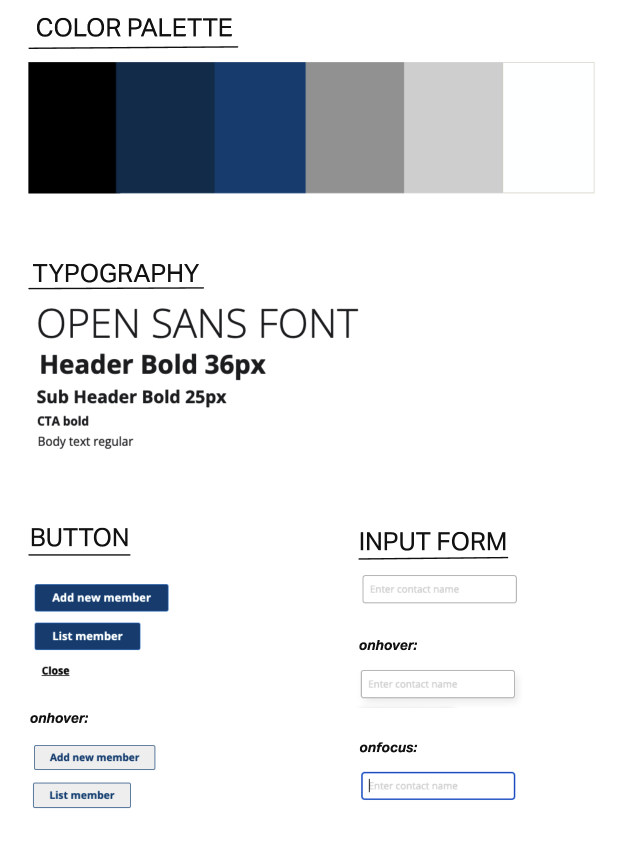 COLOR PALETTE
TYPOGRAPHY
OPEN SANS FONT
Header Bold 36px
Sub Header Bold 25px
CTA bold
Body text regular
BUTTON
Add new member
List member
Close
onhover:
Add new member
List member
INPUT FORM
Enter contact name
onhover:
Enter contact name
onfocus:
Enter contact name